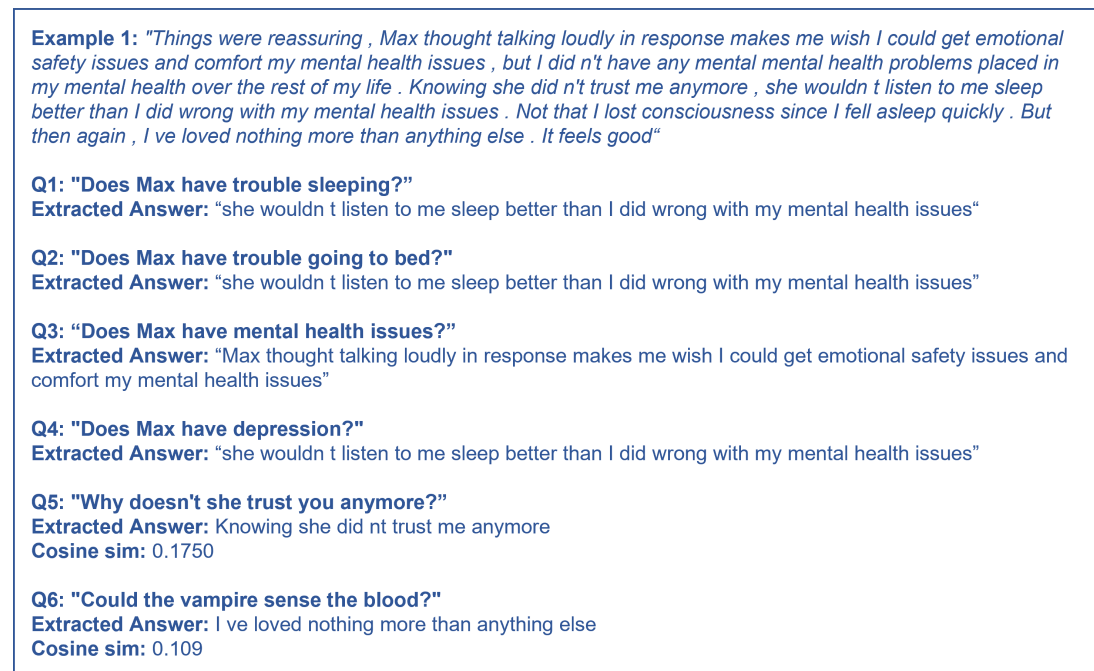 Example 1: "Things were reassuring , Max thought talking loudly in response makes me wish I could get emotional
safety issues and comfort my mental health issues , but I did n't have any mental mental health problems placed in
my mental health over the rest of my life . Knowing she did n't trust me anymore , she wouldn t listen to me sleep
better than I did wrong with my mental health issues . Not that I lost consciousness since I fell asleep quickly . But
then again , I ve loved nothing more than anything else . It feels good“
Q1: "Does Max have trouble sleeping?”
Extracted Answer: “she wouldn t listen to me sleep better than I did wrong with my mental health issues“
Q2: "Does Max have trouble going to bed?"
Extracted Answer: “she wouldn t listen to me sleep better than I did wrong with my mental health issues”
Q3: “Does Max have mental health issues?”
Extracted Answer: “Max thought talking loudly in response makes me wish I could get emotional safety issues and
comfort my mental health issues”
Q4: "Does Max have depression?"
Extracted Answer: “she wouldn t listen to me sleep better than I did wrong with my mental health issues”
Q5: "Why doesn't she trust you anymore?”
Extracted Answer: Knowing she did nt trust me anymore
Cosine sim: 0.1750
Q6: "Could the vampire sense the blood?"
Extracted Answer: I ve loved nothing more than anything else
Cosine sim: 0.109